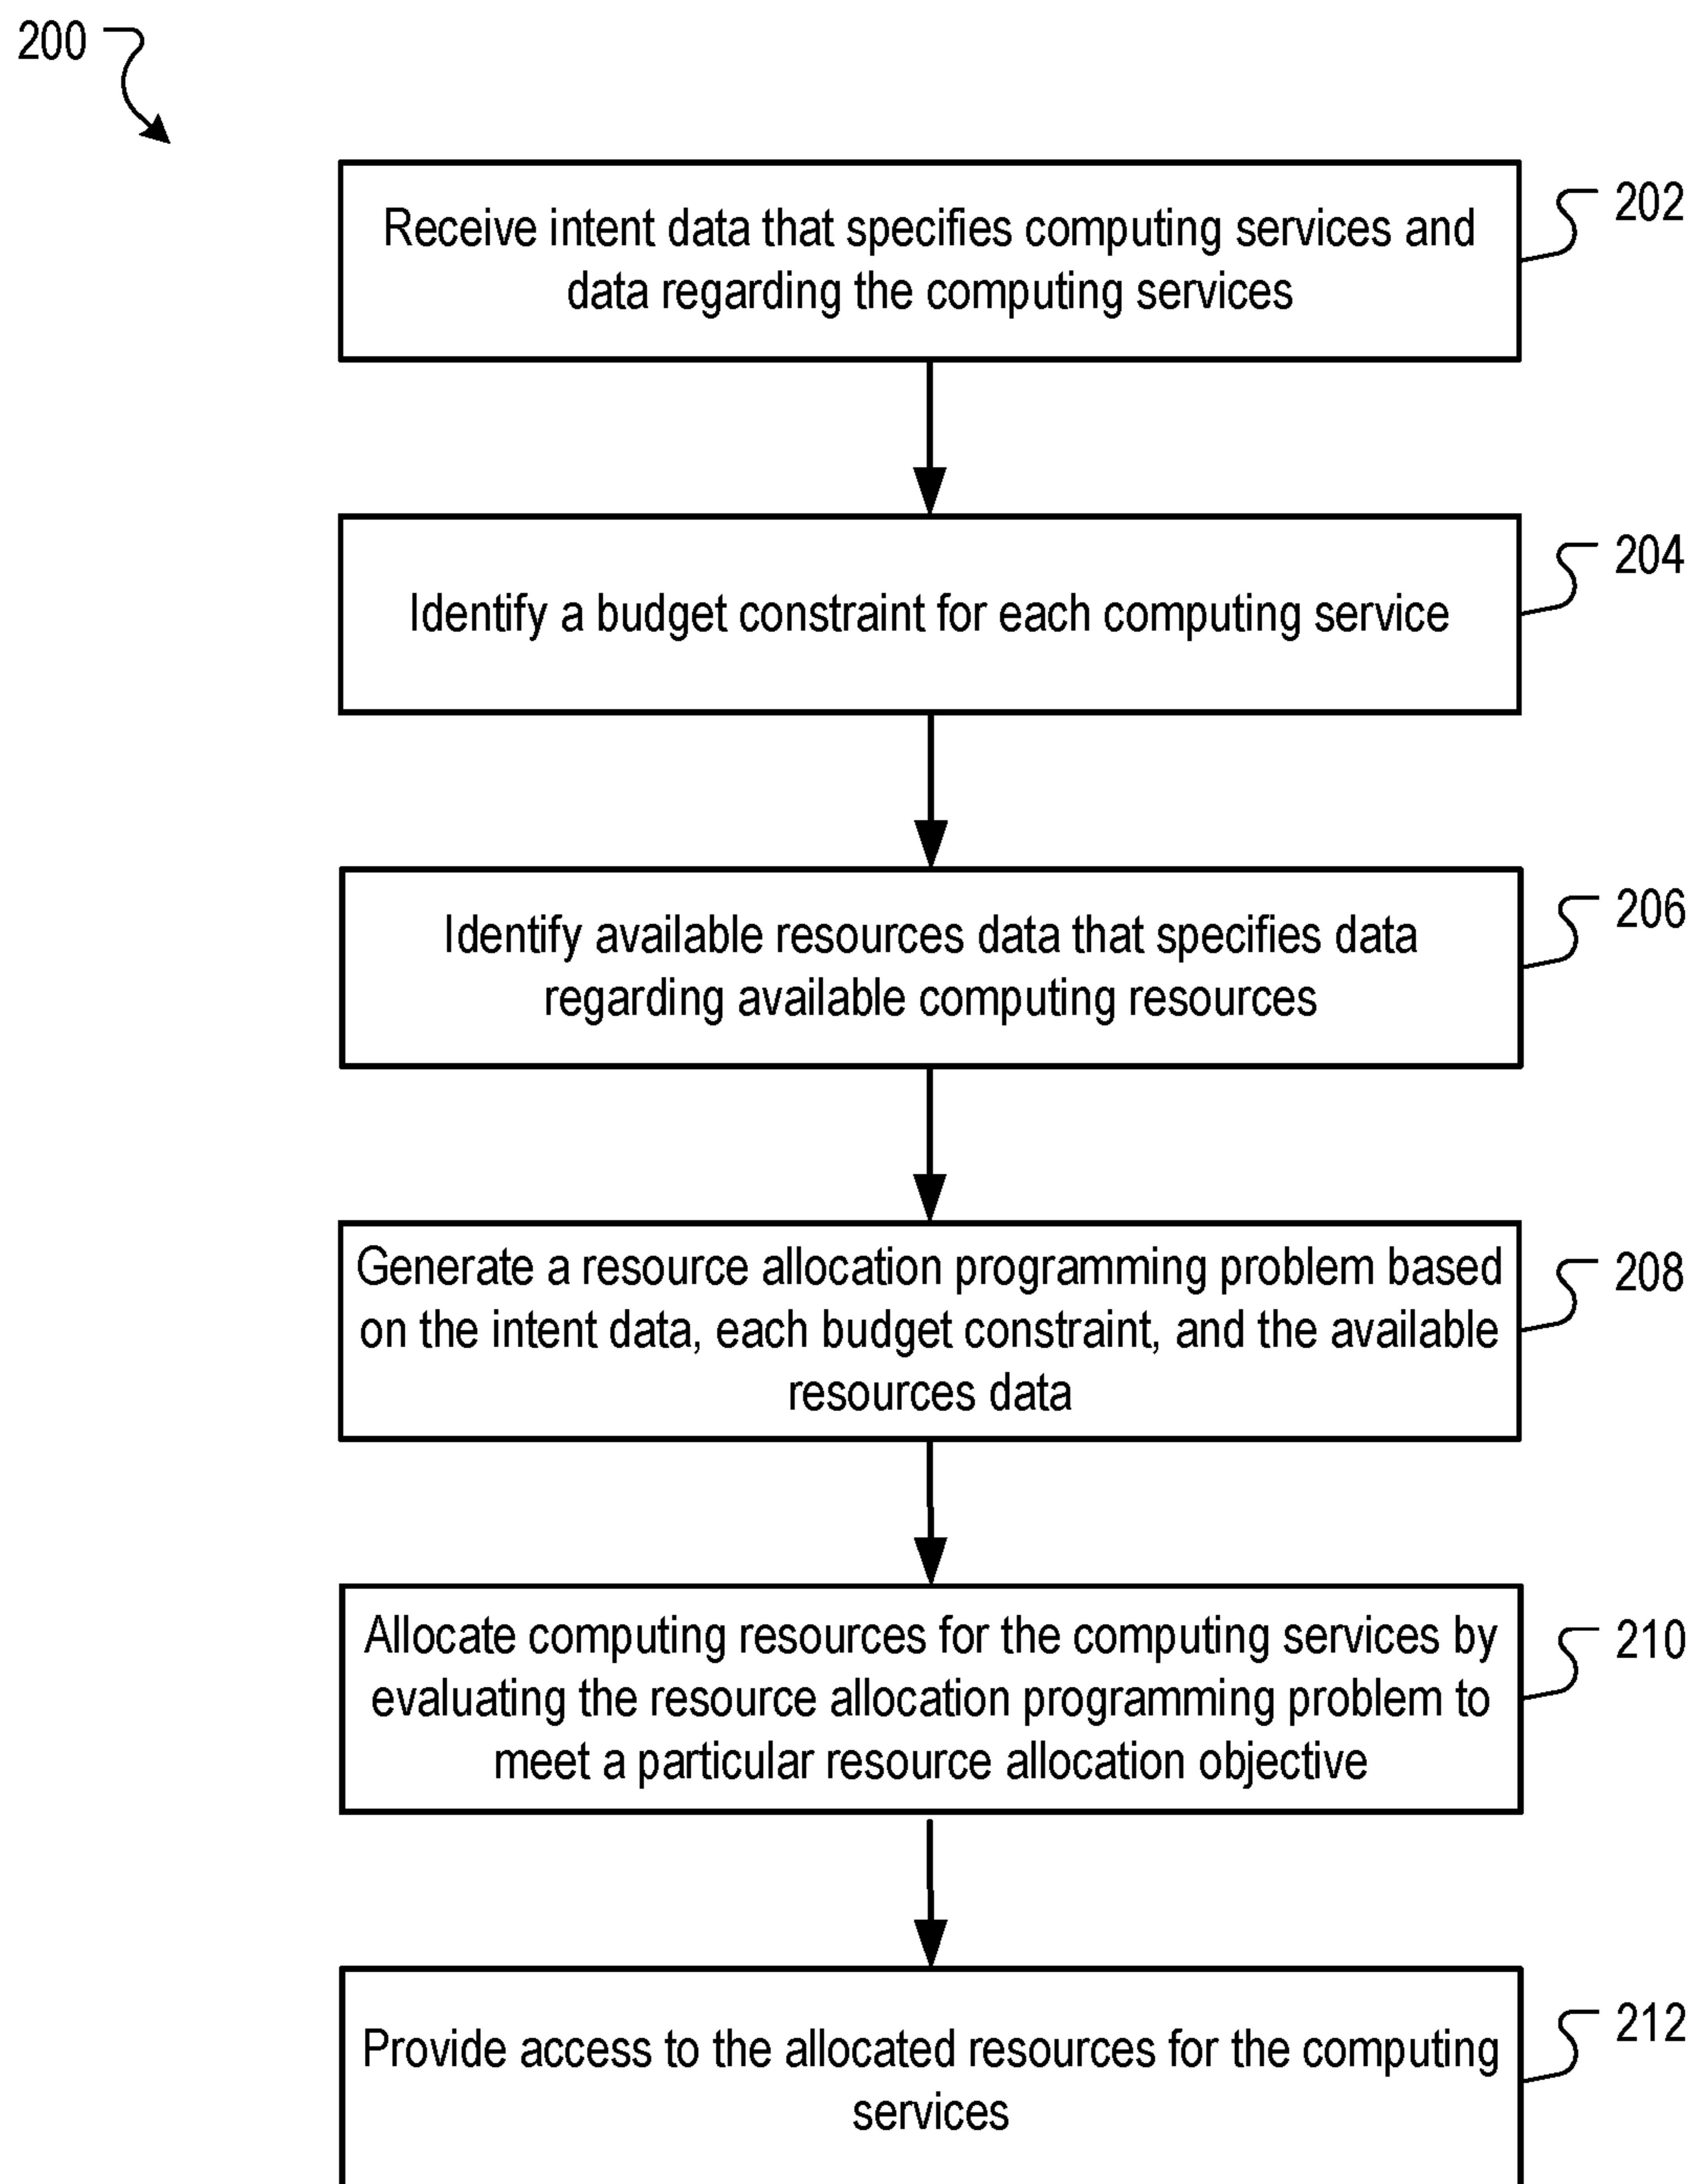 200
Receive intent data that specifies computing services and
data regarding the computing services
202
Identify a budget constraint for each computing service
204
Identify available resources data that specifies data
regarding available computing resources
206
Generate a resource allocation programming problem based
on the intent data, each budget constraint, and the available
resources data
208
Allocate computing resources for the computing services by
evaluating the resource allocation programming problem to
meet a particular resource allocation objective
210
Provide access to the allocated resources for the computing
services
212